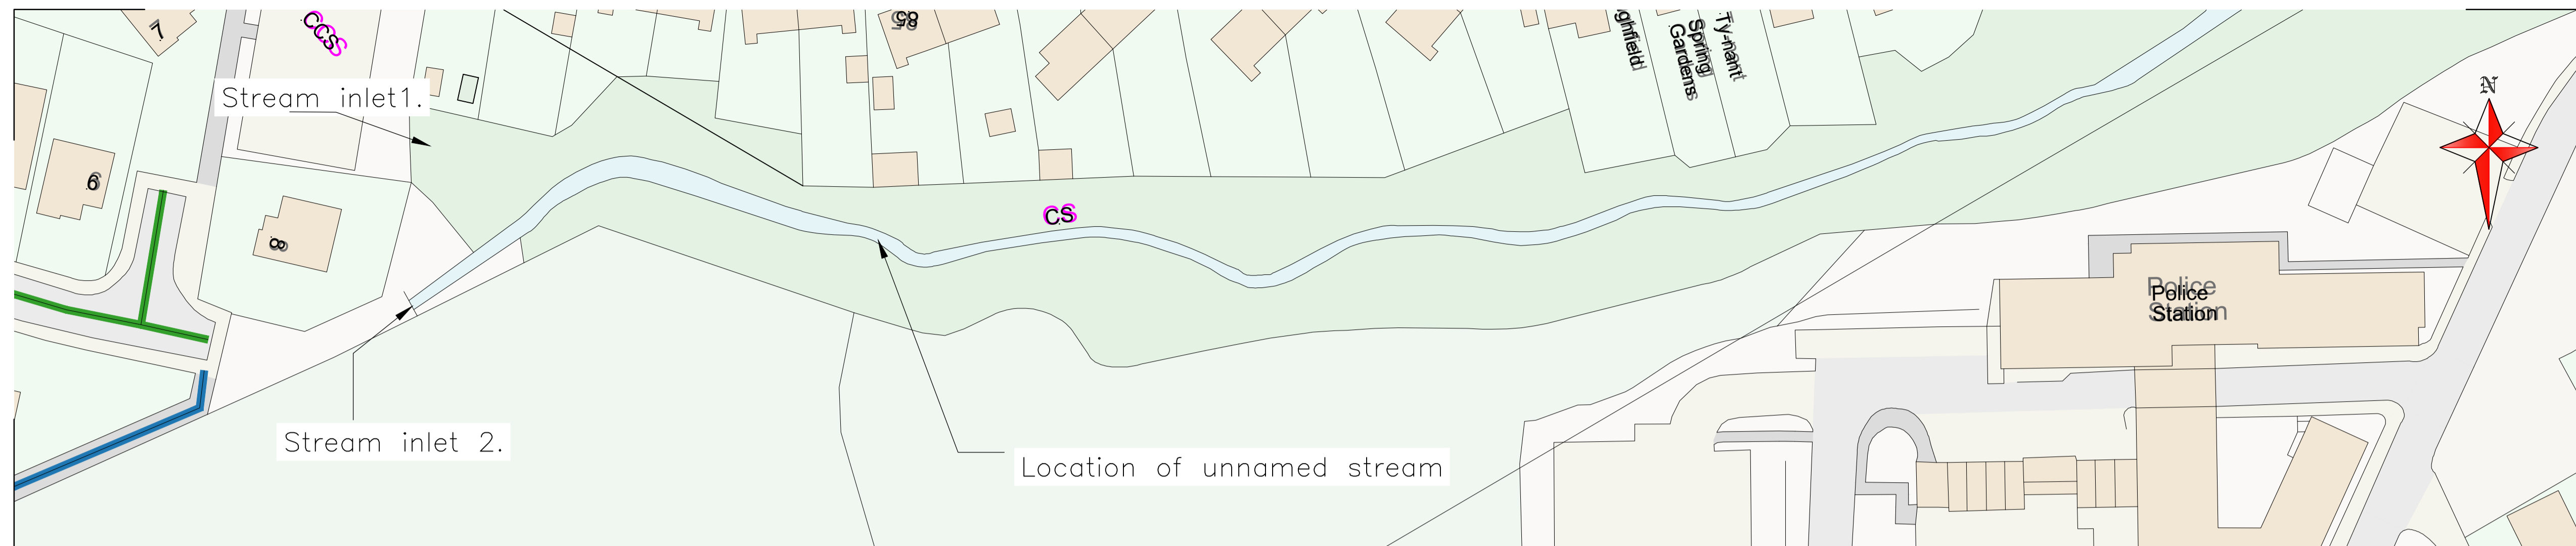 7
CCS
85
Spring
Gardens
Ty-nant
N
Stream inlet1.
6
CS
8
Police
Station
Stream inlet 2.
Location of unnamed stream